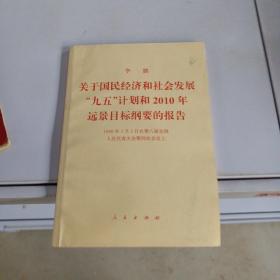 李鹏
关于国民经济和社会发展
“九五”计划和2010年
远景目标纲要的报告
1996年3月5日在第八届全国
人民代表大会第四次会议上
人民出版社